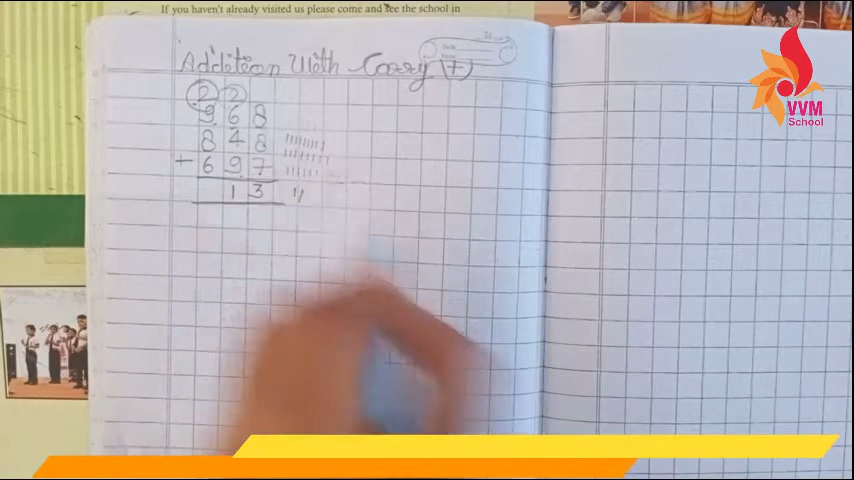 If you haven't already visited us please come and see the school in
Addition With Carry (+)
2 2
9 6 8
8 4 8
+ 6 9 7
1 3
VVM
School